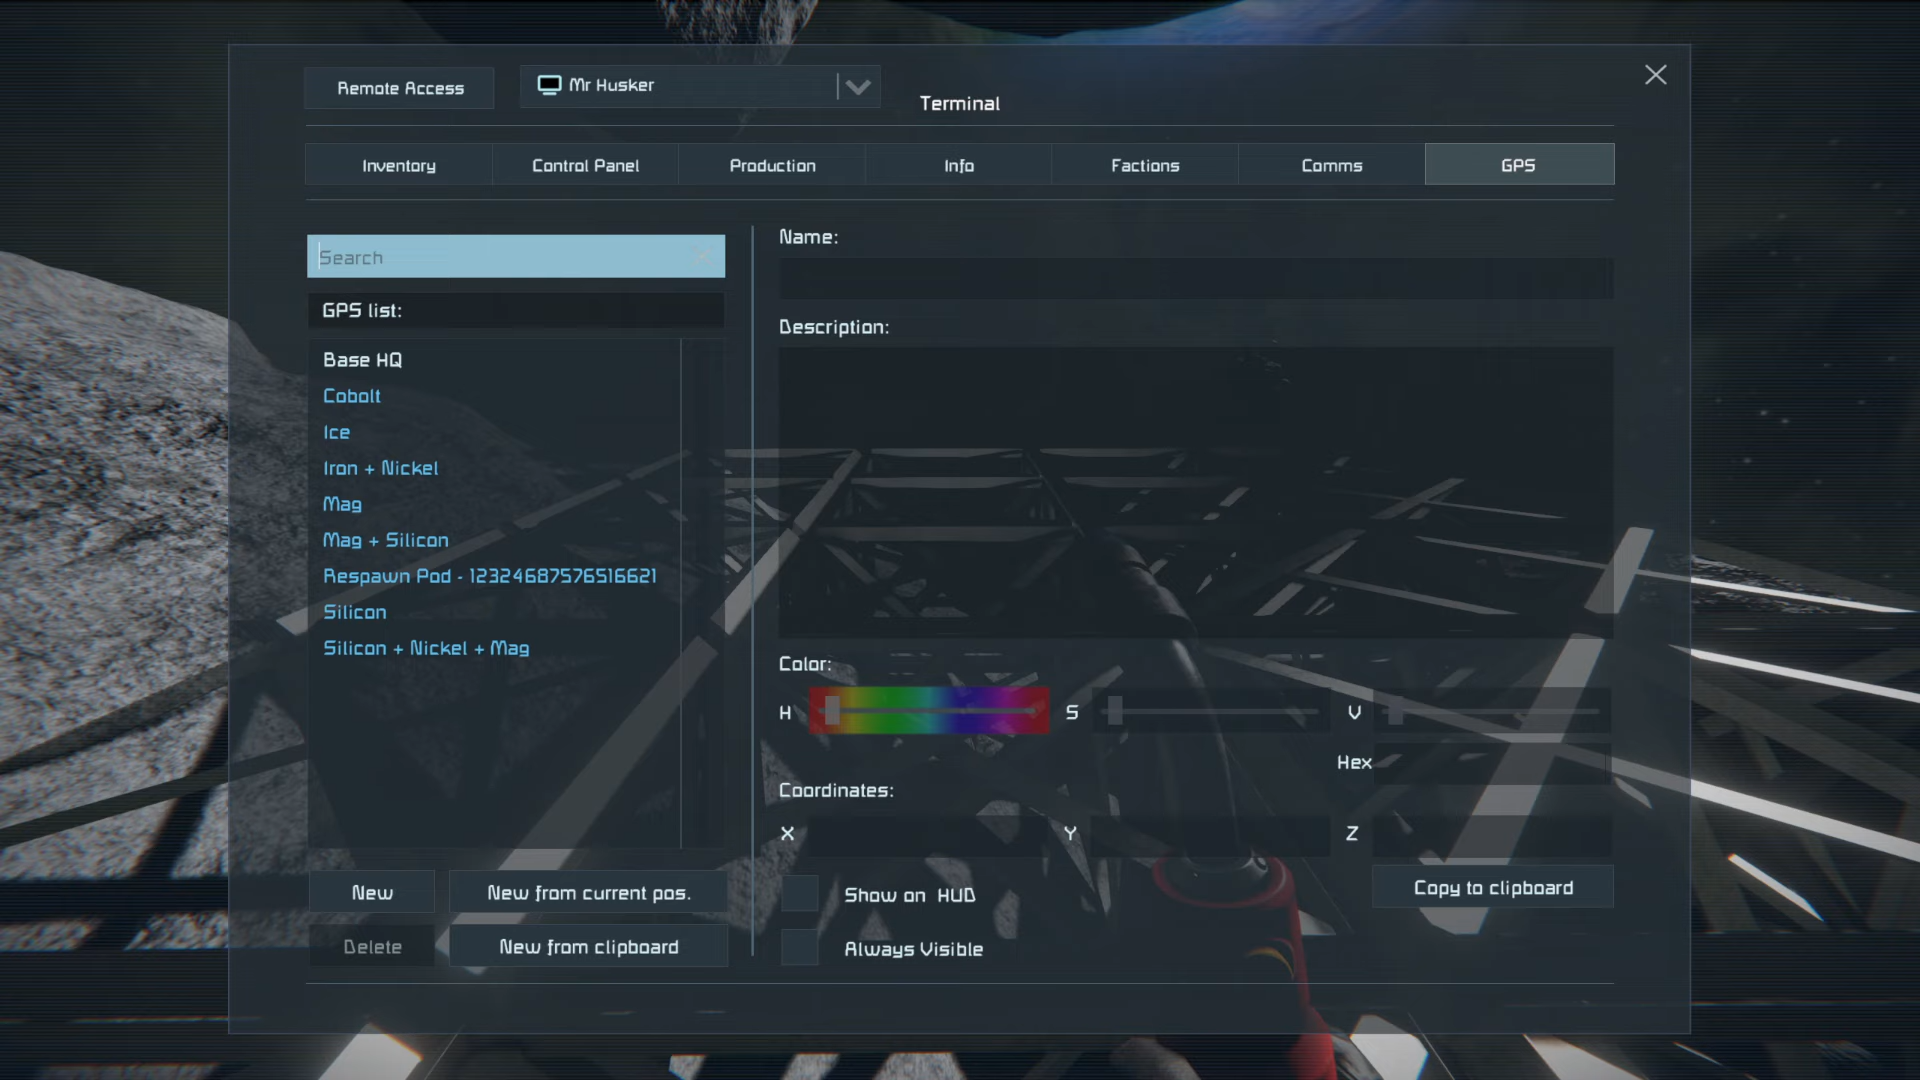 Remote Access
Mr Husker
Terminal
Inventory
Control Panel
Production
Info
Factions
Comms
GPS
Search
GPS list:
Base HQ
Cobolt
Ice
Iron + Nickel
Mag
Mag + Silicon
Respawn Pod - 12324687576516621
Silicon
Silicon + Nickel + Mag
New
New from current pos.
Delete
New from clipboard
Name:
Description:
Color:
H
S
V
Hex
Coordinates:
X
Y
Z
Show on HUD
Copy to clipboard
Always Visible